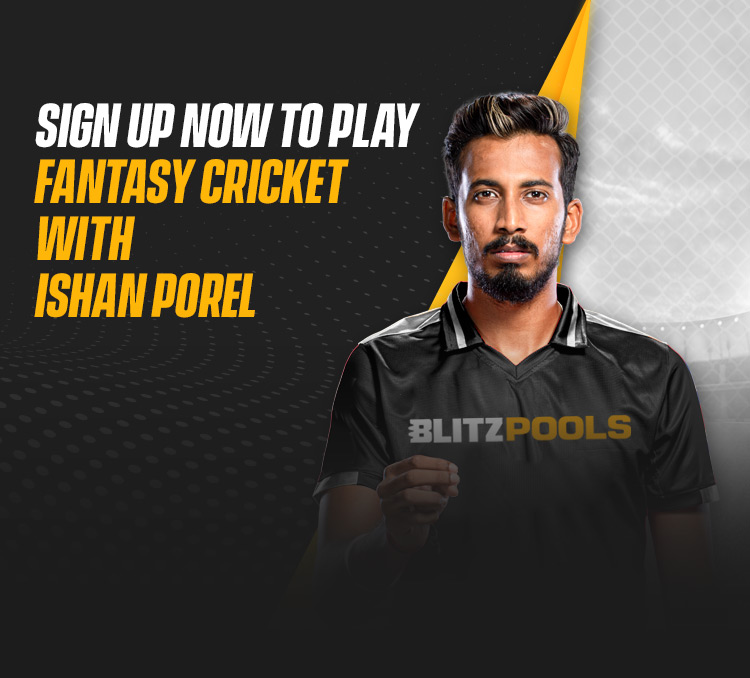 SIGN UP NOW TO PLAY
FANTASY CRICKET
WITH
ISHAN POREL
BLITZPOOLS